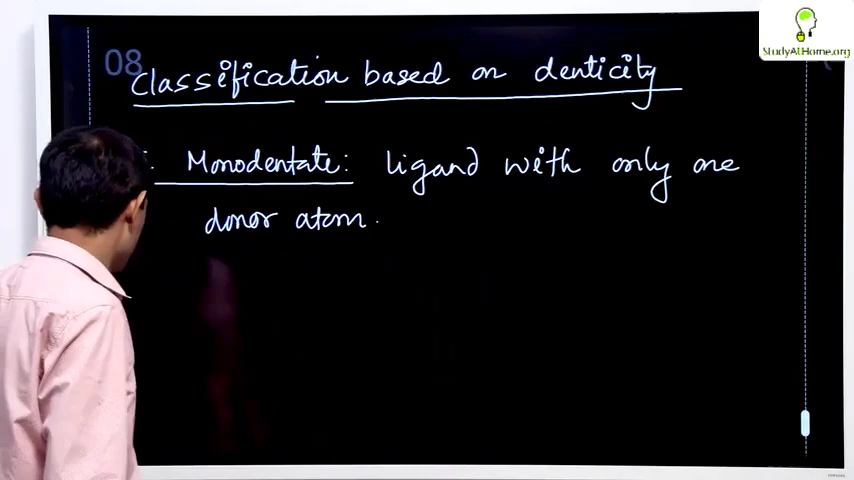 StudyAtHome.org
08
Classification based on denticity
Monodentate: ligand with only one
donor atom.